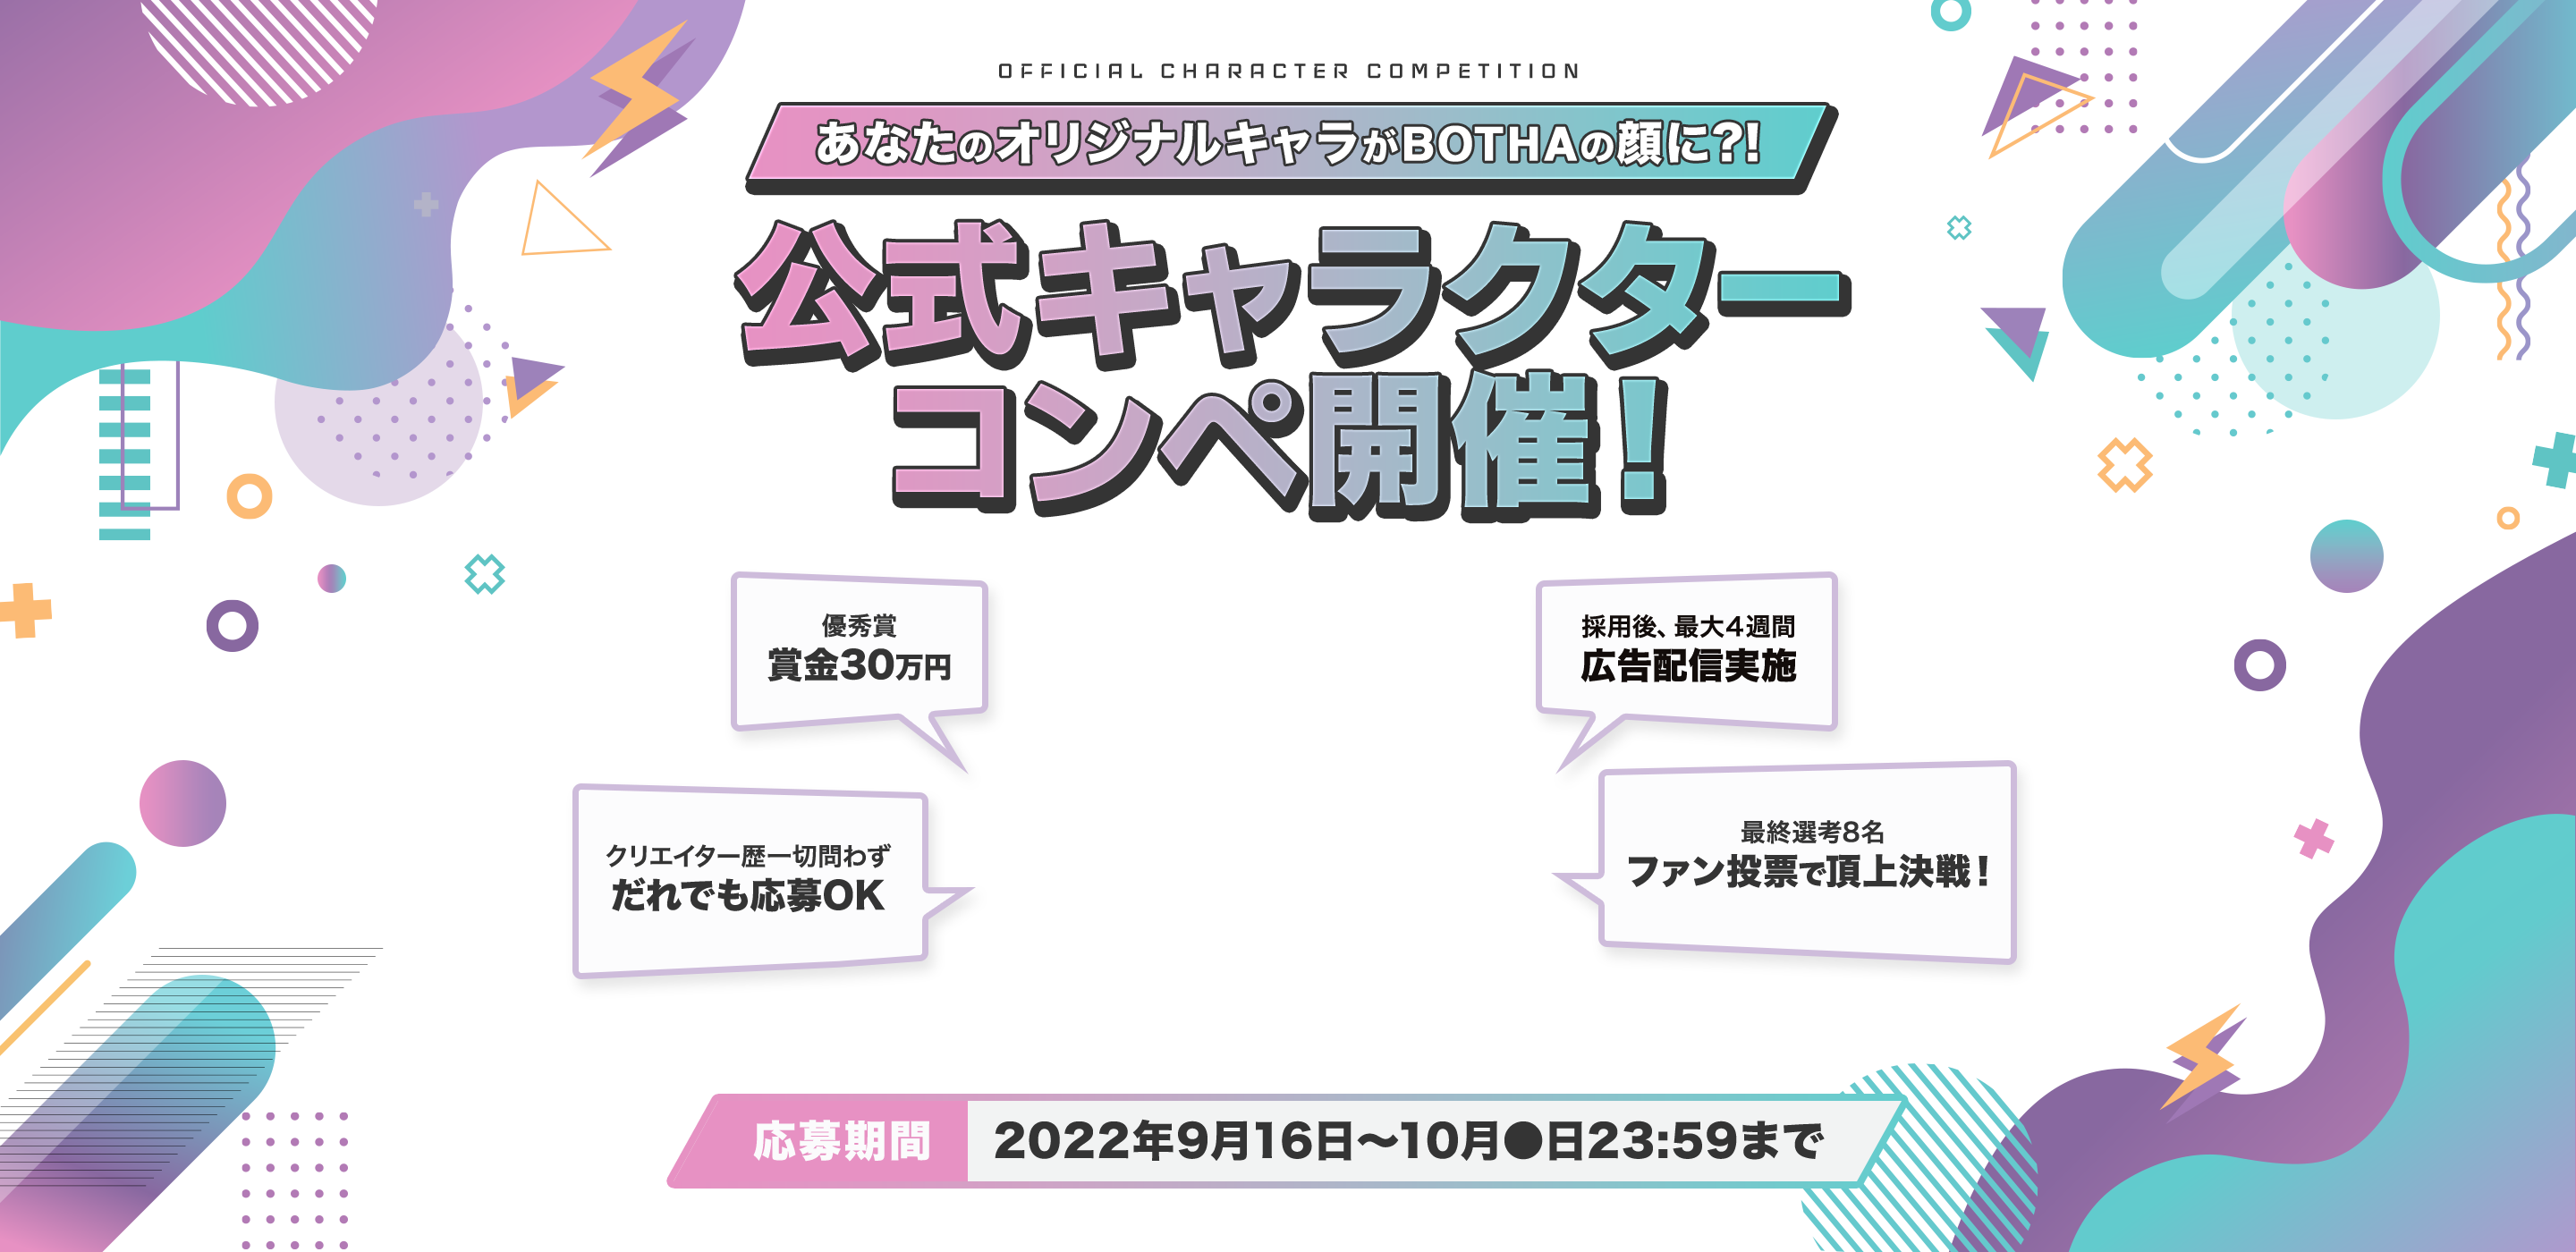 OFFICIAL CHARACTER COMPETITION
あなたのオリジナルキャラがBOTHAの顔に?!
公式キャラクター
コンペ開催！
優秀賞
賞金30万円
採用後、最大4週間
広告配信実施
クリエイター歴一切問わず
だれでも応募OK
最終選考8名
ファン投票で頂上決戦！
応募期間 2022年9月16日〜10月●日23:59まで